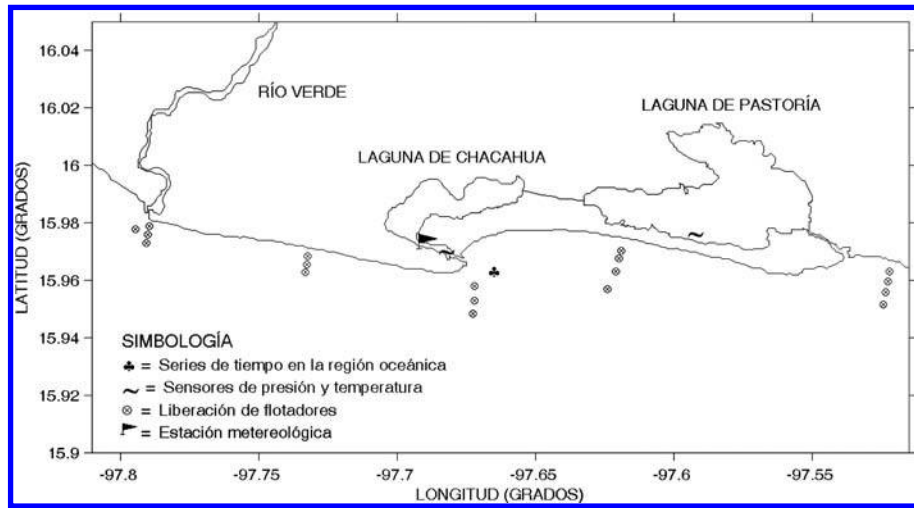 16.04
16.02
16
15.98
15.96
15.94
15.92
15.9
LATITUD (GRADOS)
RÍO VERDE
LAGUNA DE CHACAHUA
LAGUNA DE PASTORÍA
SIMBOLOGÍA
♣ = Series de tiempo en la región oceánica
~ = Sensores de presión y temperatura
⊗ = Liberación de flotadores
= Estación metereológica
-97.8
-97.75
-97.7
-97.65
-97.6
-97.55
LONGITUD (GRADOS)